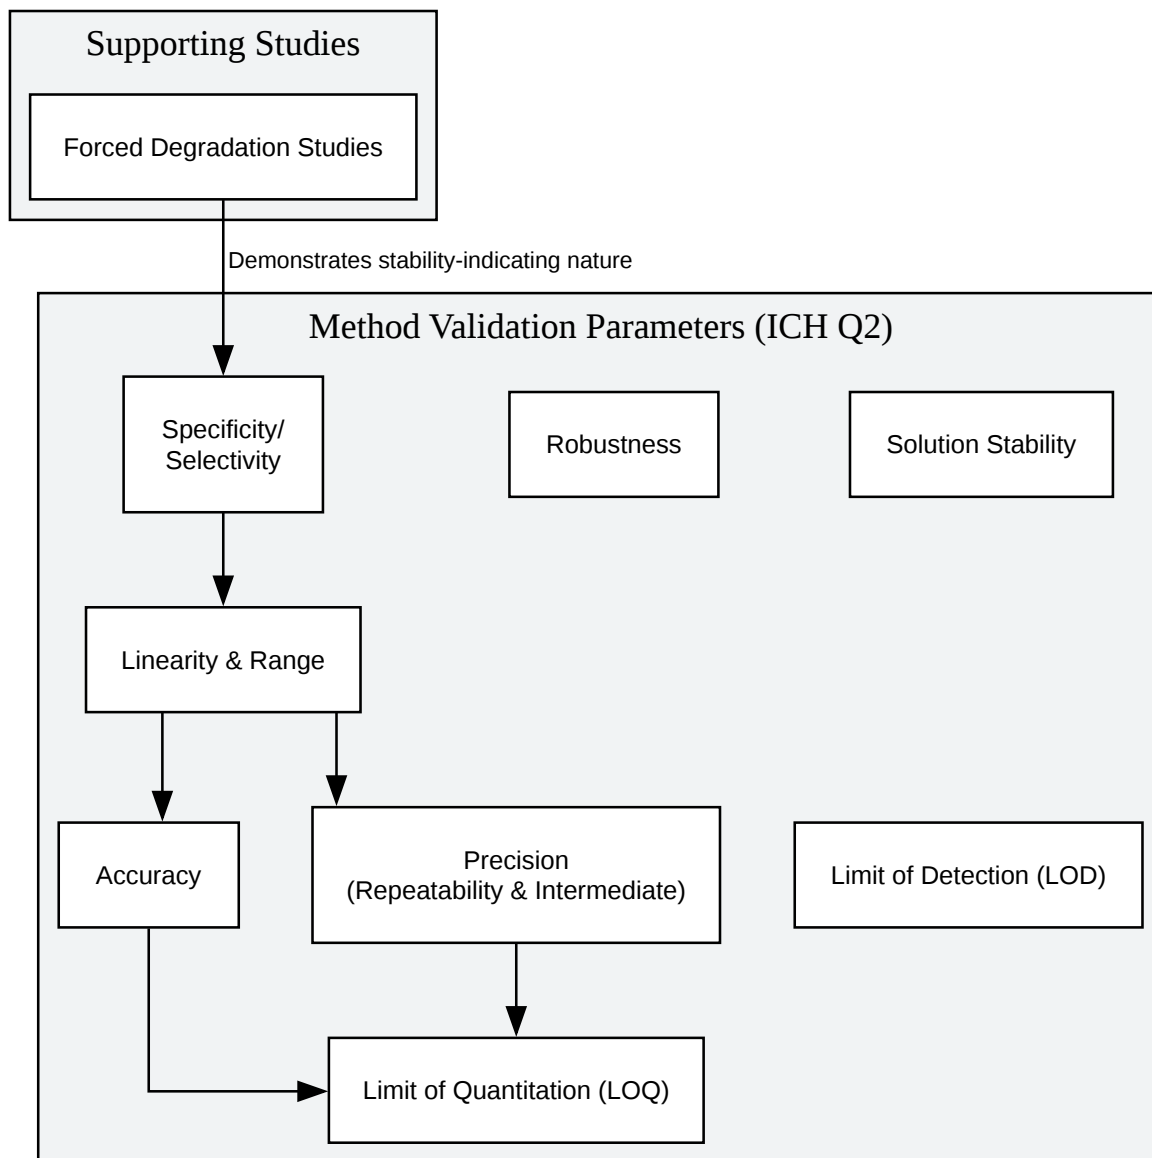 Supporting Studies
Forced Degradation Studies
Demonstrates stability-indicating nature
Method Validation Parameters (ICH Q2)
Specificity/
Selectivity
Robustness
Solution Stability
Linearity & Range
Accuracy
Precision
(Repeatability & Intermediate)
Limit of Detection (LOD)
Limit of Quantitation (LOQ)